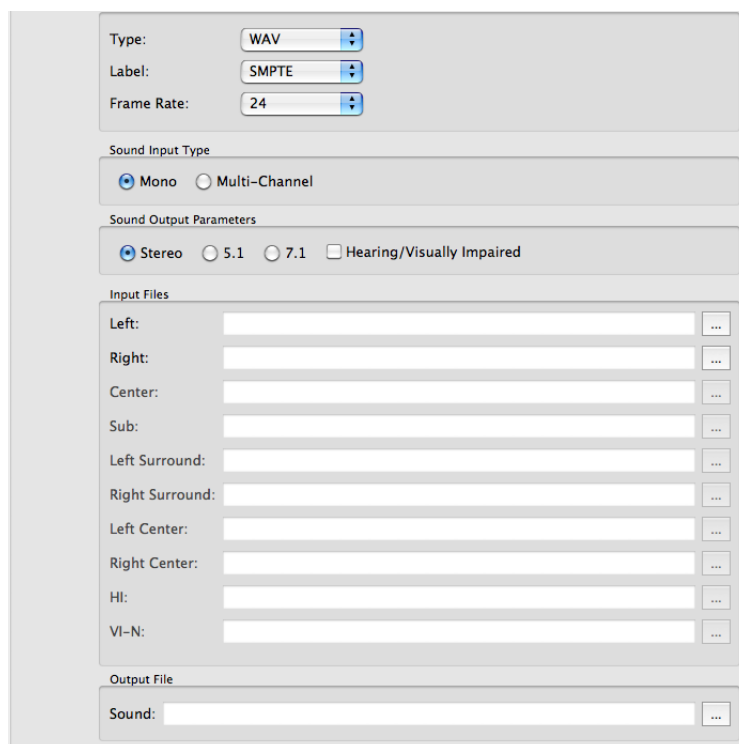 Type: WAV
Label: SMPTE
Frame Rate: 24
Sound Input Type
Mono Multi-Channel
Sound Output Parameters
Stereo 5.1 7.1 Hearing/Visually Impaired
Input Files
Left: ...
Right: ...
Center: ...
Sub: ...
Left Surround: ...
Right Surround: ...
Left Center: ...
Right Center: ...
HI: ...
VI-N: ...
Output File
Sound: ...